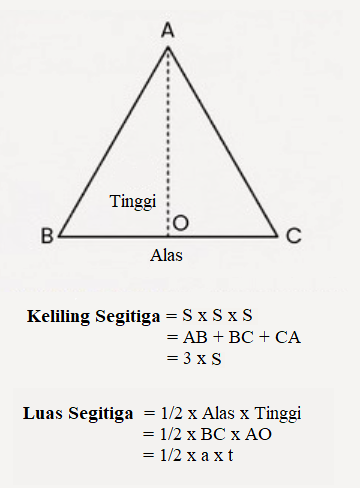 A
Tinggi
B
O
C
Alas
Keliling Segitiga = S x S x S
= AB + BC + CA
= 3 x S
Luas Segitiga = 1/2 x Alas x Tinggi
= 1/2 x BC x AO
= 1/2 x a x t